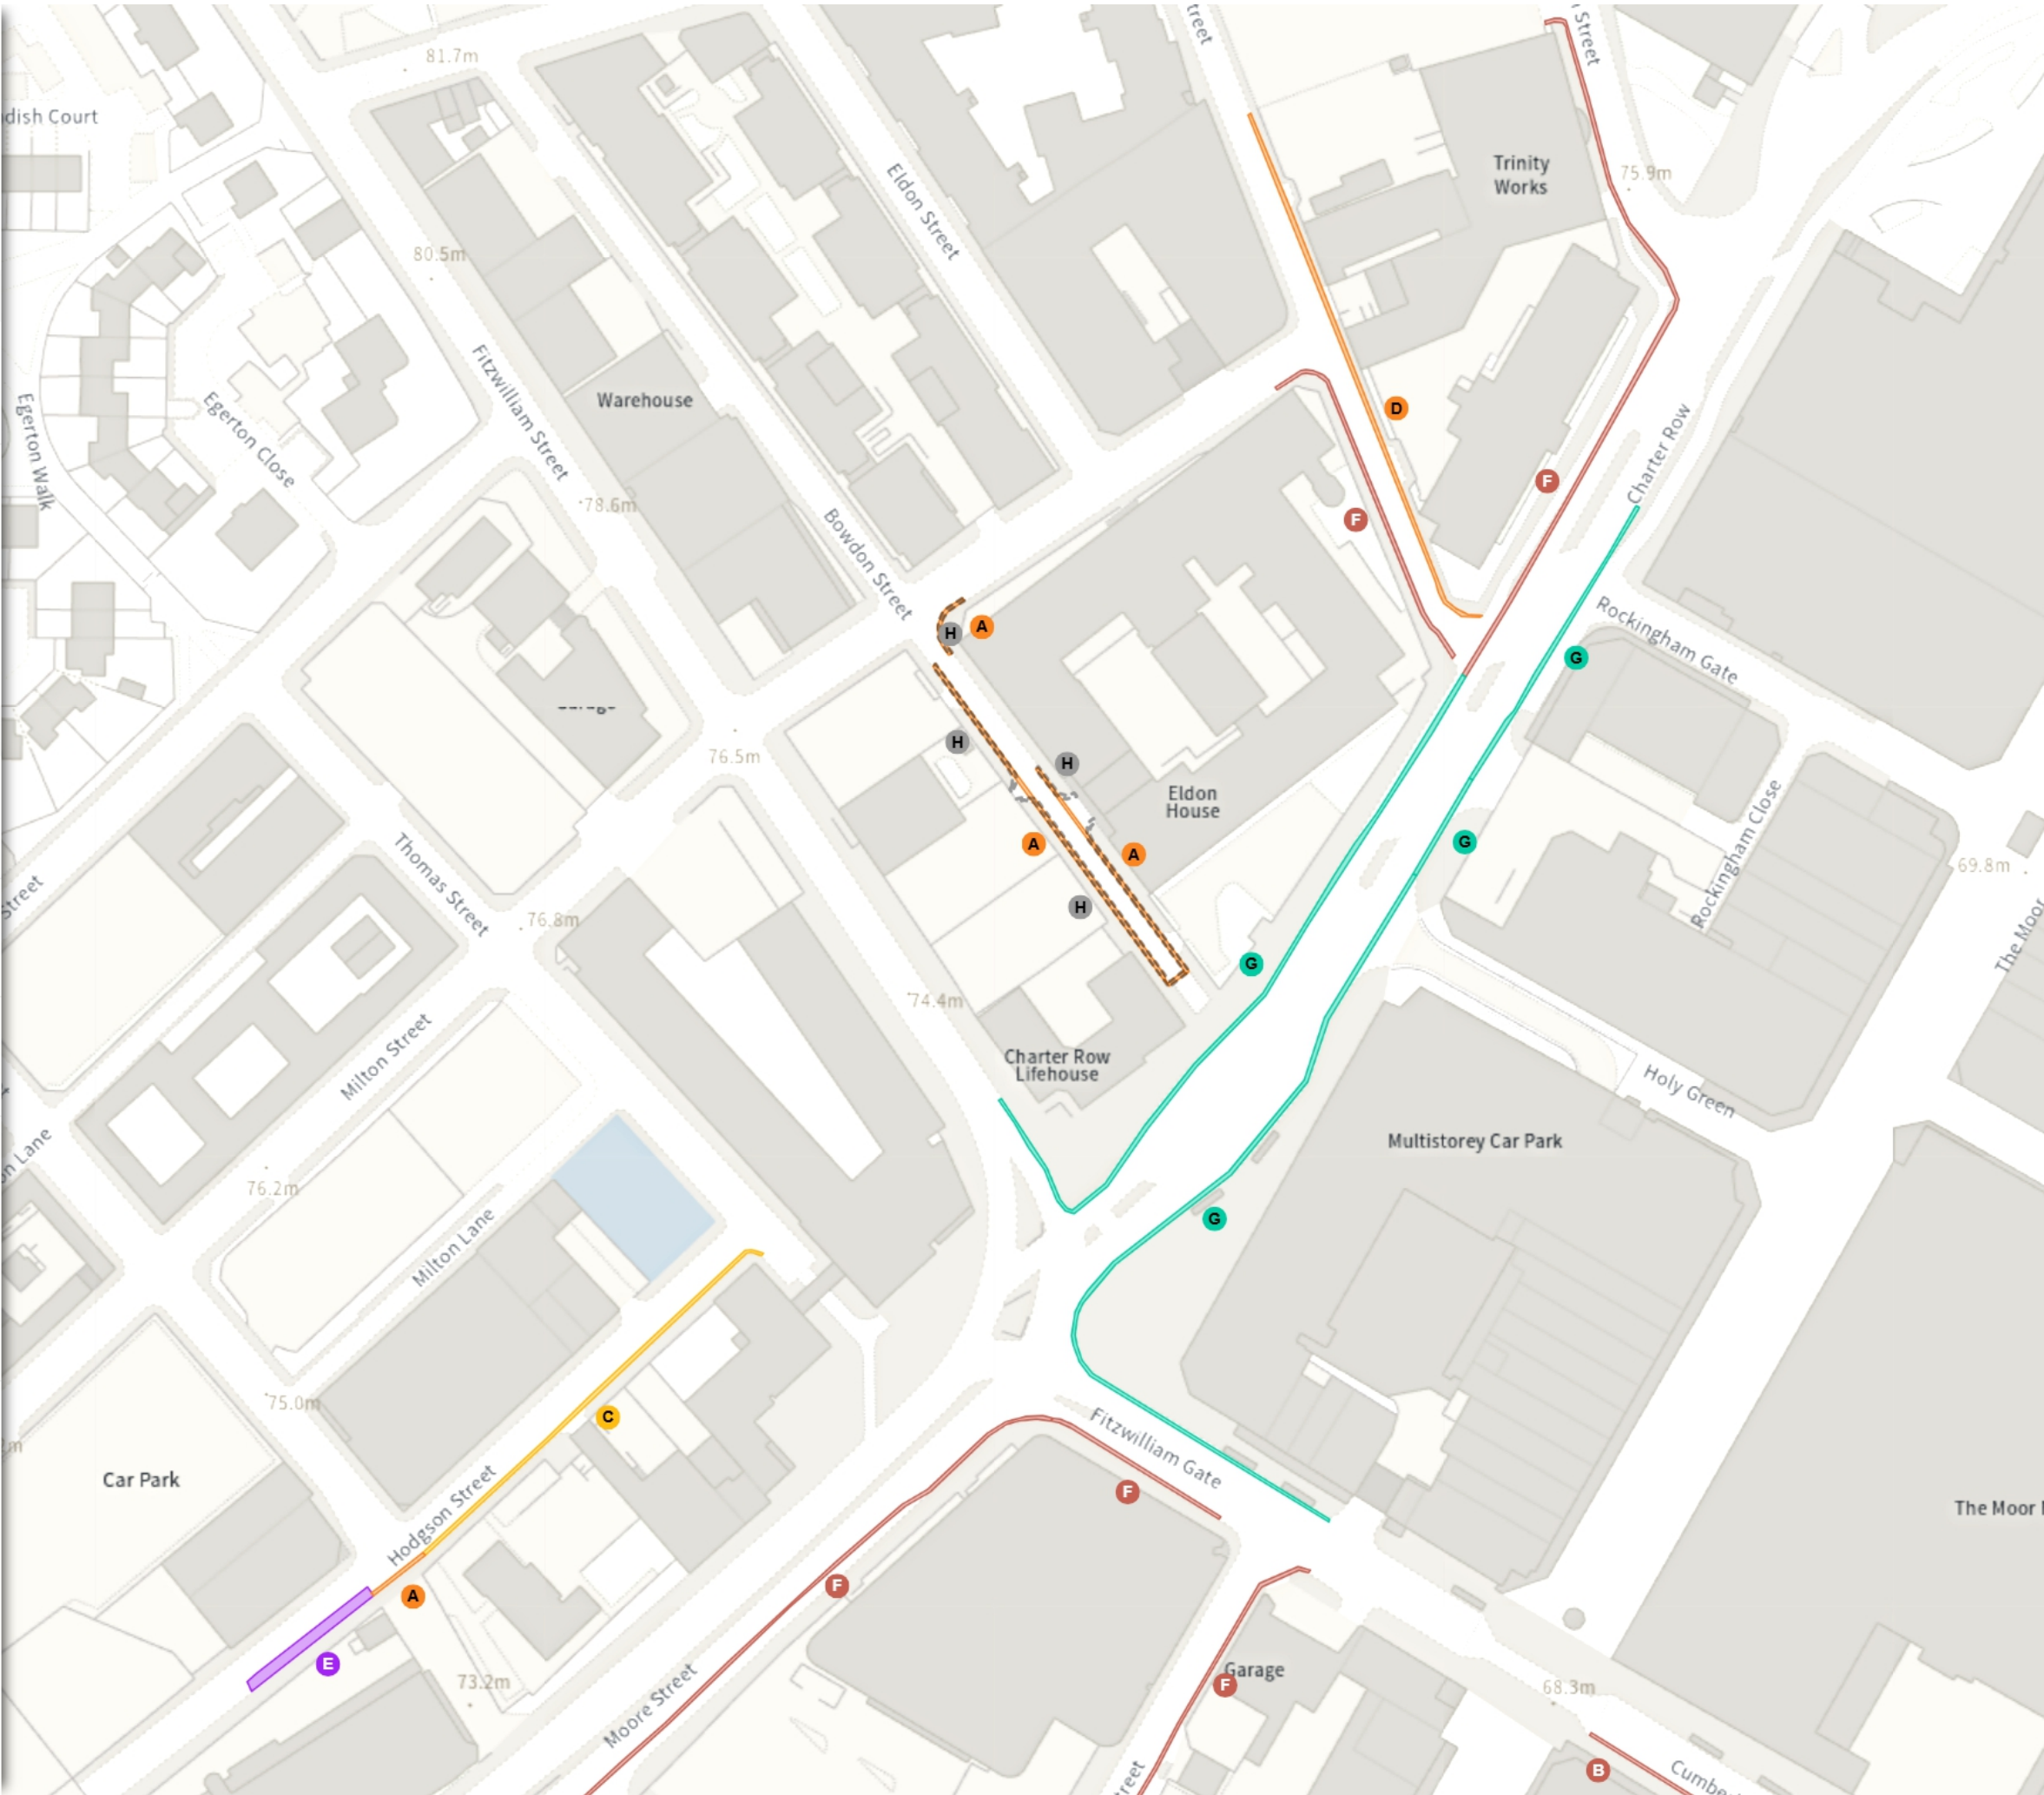 81.7m
dish Court
80.5m
Eldon Street
Trinity
Works
75.9m
Street
Fitzwilliam Street
Warehouse
Egerton Close
Egerton Walk
D
F
Charter Row
F
78.6m
Bowdon Street
Rockingham Gate
G
H
A
76.5m
H
H
Eldon
House
Rockingham Close
69.8m
G
A
A
Thomas Street
Street
76.8m
H
G
The Moor
74.4m
Milton Street
Charter Row
Lifehouse
Holy Green
Multistorey Car Park
Lane
76.2m
G
Milton Lane
75.0m
C
Fitzwilliam Gate
Car Park
F
The Moor
Hodgson Street
F
A
E
Garage
F
73.2m
68.3m
Moore Street
B